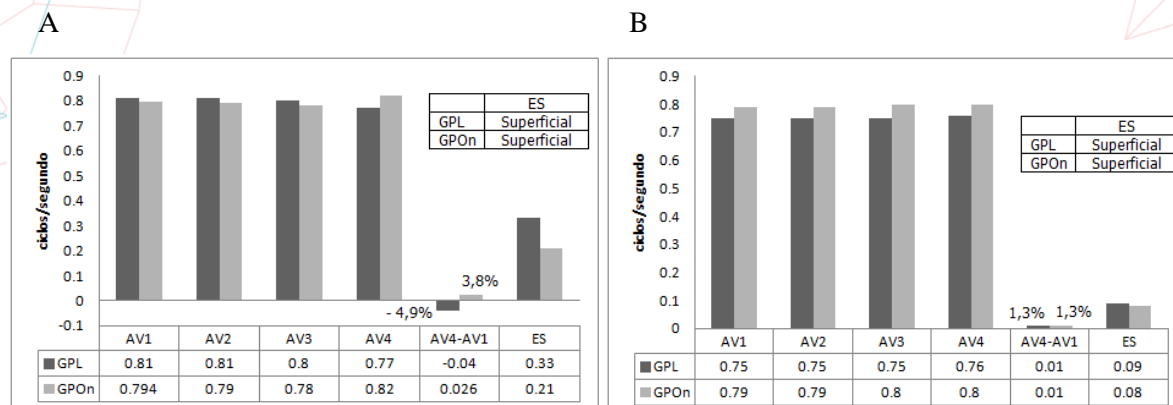 A
0.9
0.8
0.7
0.6
0.5
0.4
0.3
0.2
0.1
0
-0.1
ciclos/segundo
ES
GPL Superficial
GPOn Superficial
- 4,9%
3,8%
AV1 AV2 AV3 AV4 AV4-AV1 ES
GPL 0.81 0.81 0.8 0.77 -0.04 0.33
GPOn 0.794 0.79 0.78 0.82 0.026 0.21
B
0.9
0.8
0.7
0.6
0.5
0.4
0.3
0.2
0.1
0
ciclos/segundo
ES
GPL Superficial
GPOn Superficial
1,3% 1,3%
AV1 AV2 AV3 AV4 AV4-AV1 ES
GPL 0.75 0.75 0.75 0.76 0.01 0.09
GPOn 0.79 0.79 0.8 0.8 0.01 0.08